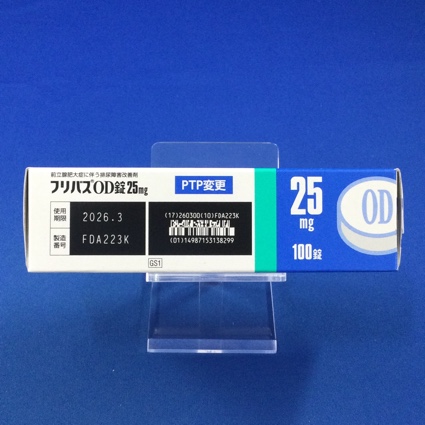 前立腺肥大症に伴う排尿障害改善剤
フリバスOD錠25mg
PTP変更
使用
期限
2026.3
製造
番号
FDA223K
(17)260300(10)FDA223K
(01)14987153138299
GS1
25
mg
100錠
OD